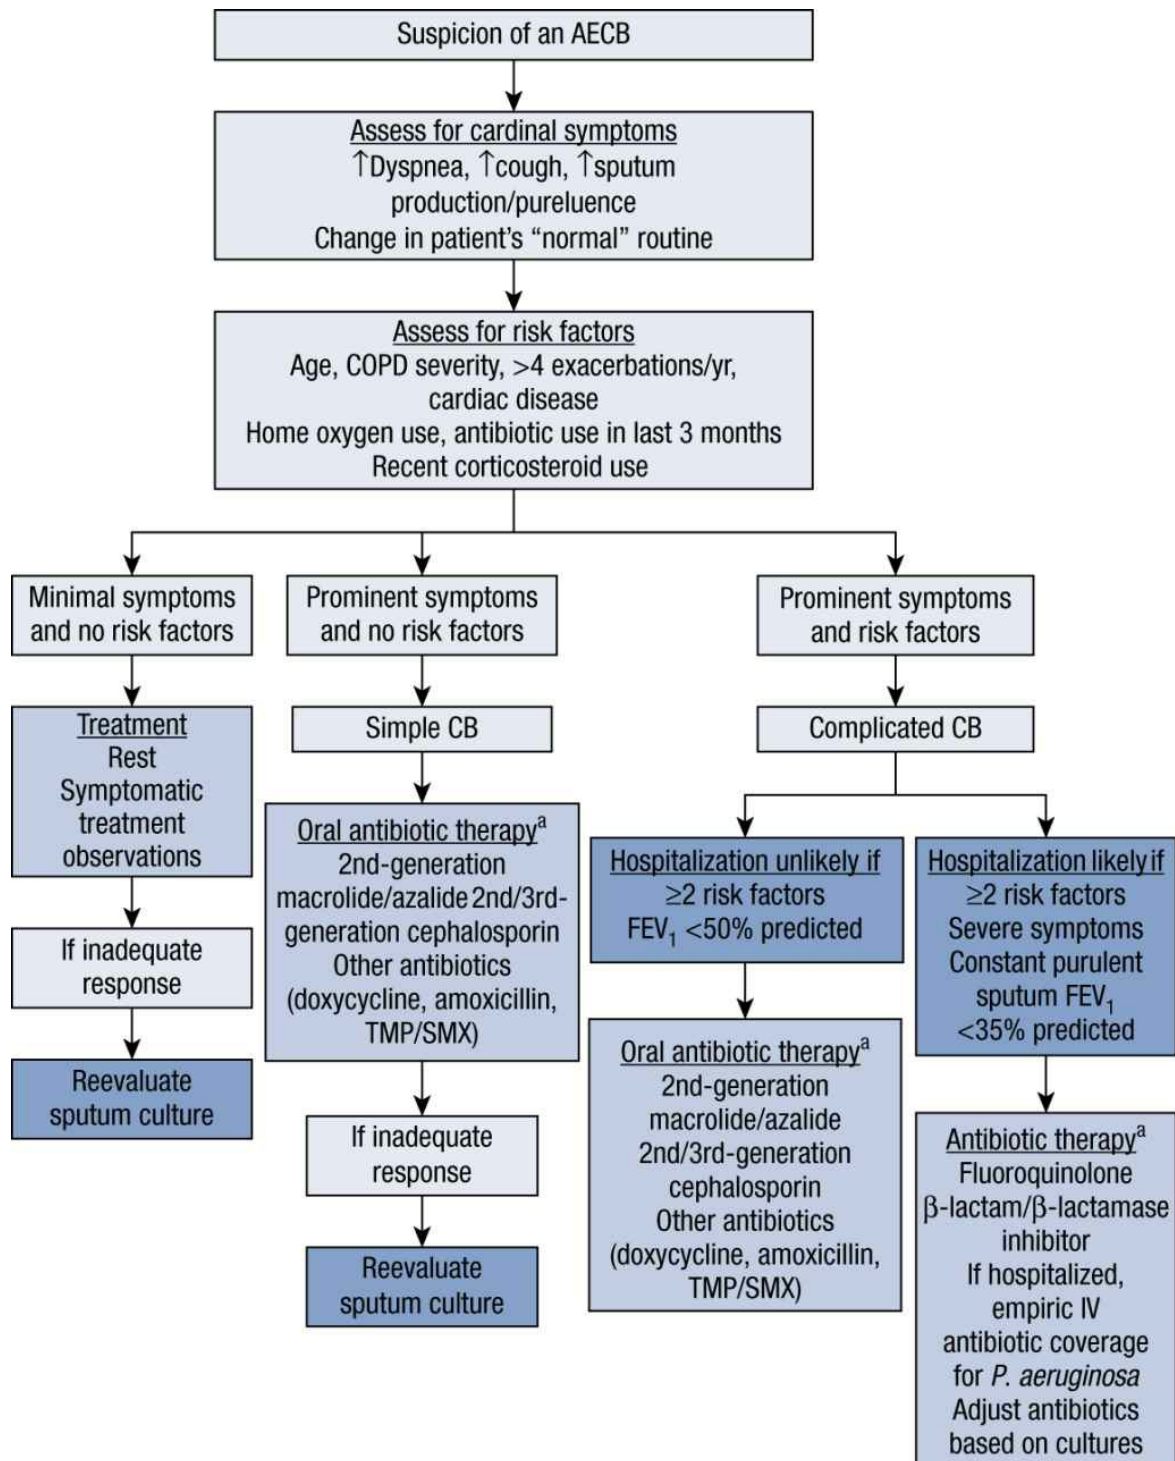 Suspicion of an AECB
Assess for cardinal symptoms
↑Dyspnea, ↑cough, ↑sputum
production/pureluence
Change in patient's “normal” routine
Assess for risk factors
Age, COPD severity, >4 exacerbations/yr,
cardiac disease
Home oxygen use, antibiotic use in last 3 months
Recent corticosteroid use
Minimal symptoms
and no risk factors
Prominent symptoms
and no risk factors
Prominent symptoms
and risk factors
Treatment
Rest
Symptomatic
treatment
observations
If inadequate
response
Reevaluate
sputum culture
Simple CB
Oral antibiotic therapyᵃ
2nd-generation
macrolide/azalide 2nd/3rd-
generation cephalosporin
Other antibiotics
(doxycycline, amoxicillin,
TMP/SMX)
If inadequate
response
Reevaluate
sputum culture
Complicated CB
Hospitalization unlikely if
≥2 risk factors
FEV₁ <50% predicted
Oral antibiotic therapyᵃ
2nd-generation
macrolide/azalide
2nd/3rd-generation
cephalosporin
Other antibiotics
(doxycycline, amoxicillin,
TMP/SMX)
Hospitalization likely if
≥2 risk factors
Severe symptoms
Constant purulent
sputum FEV₁
<35% predicted
Antibiotic therapyᵃ
Fluoroquinolone
β-lactam/β-lactamase
inhibitor
If hospitalized,
empiric IV
antibiotic coverage
for P. aeruginosa
Adjust antibiotics
based on cultures